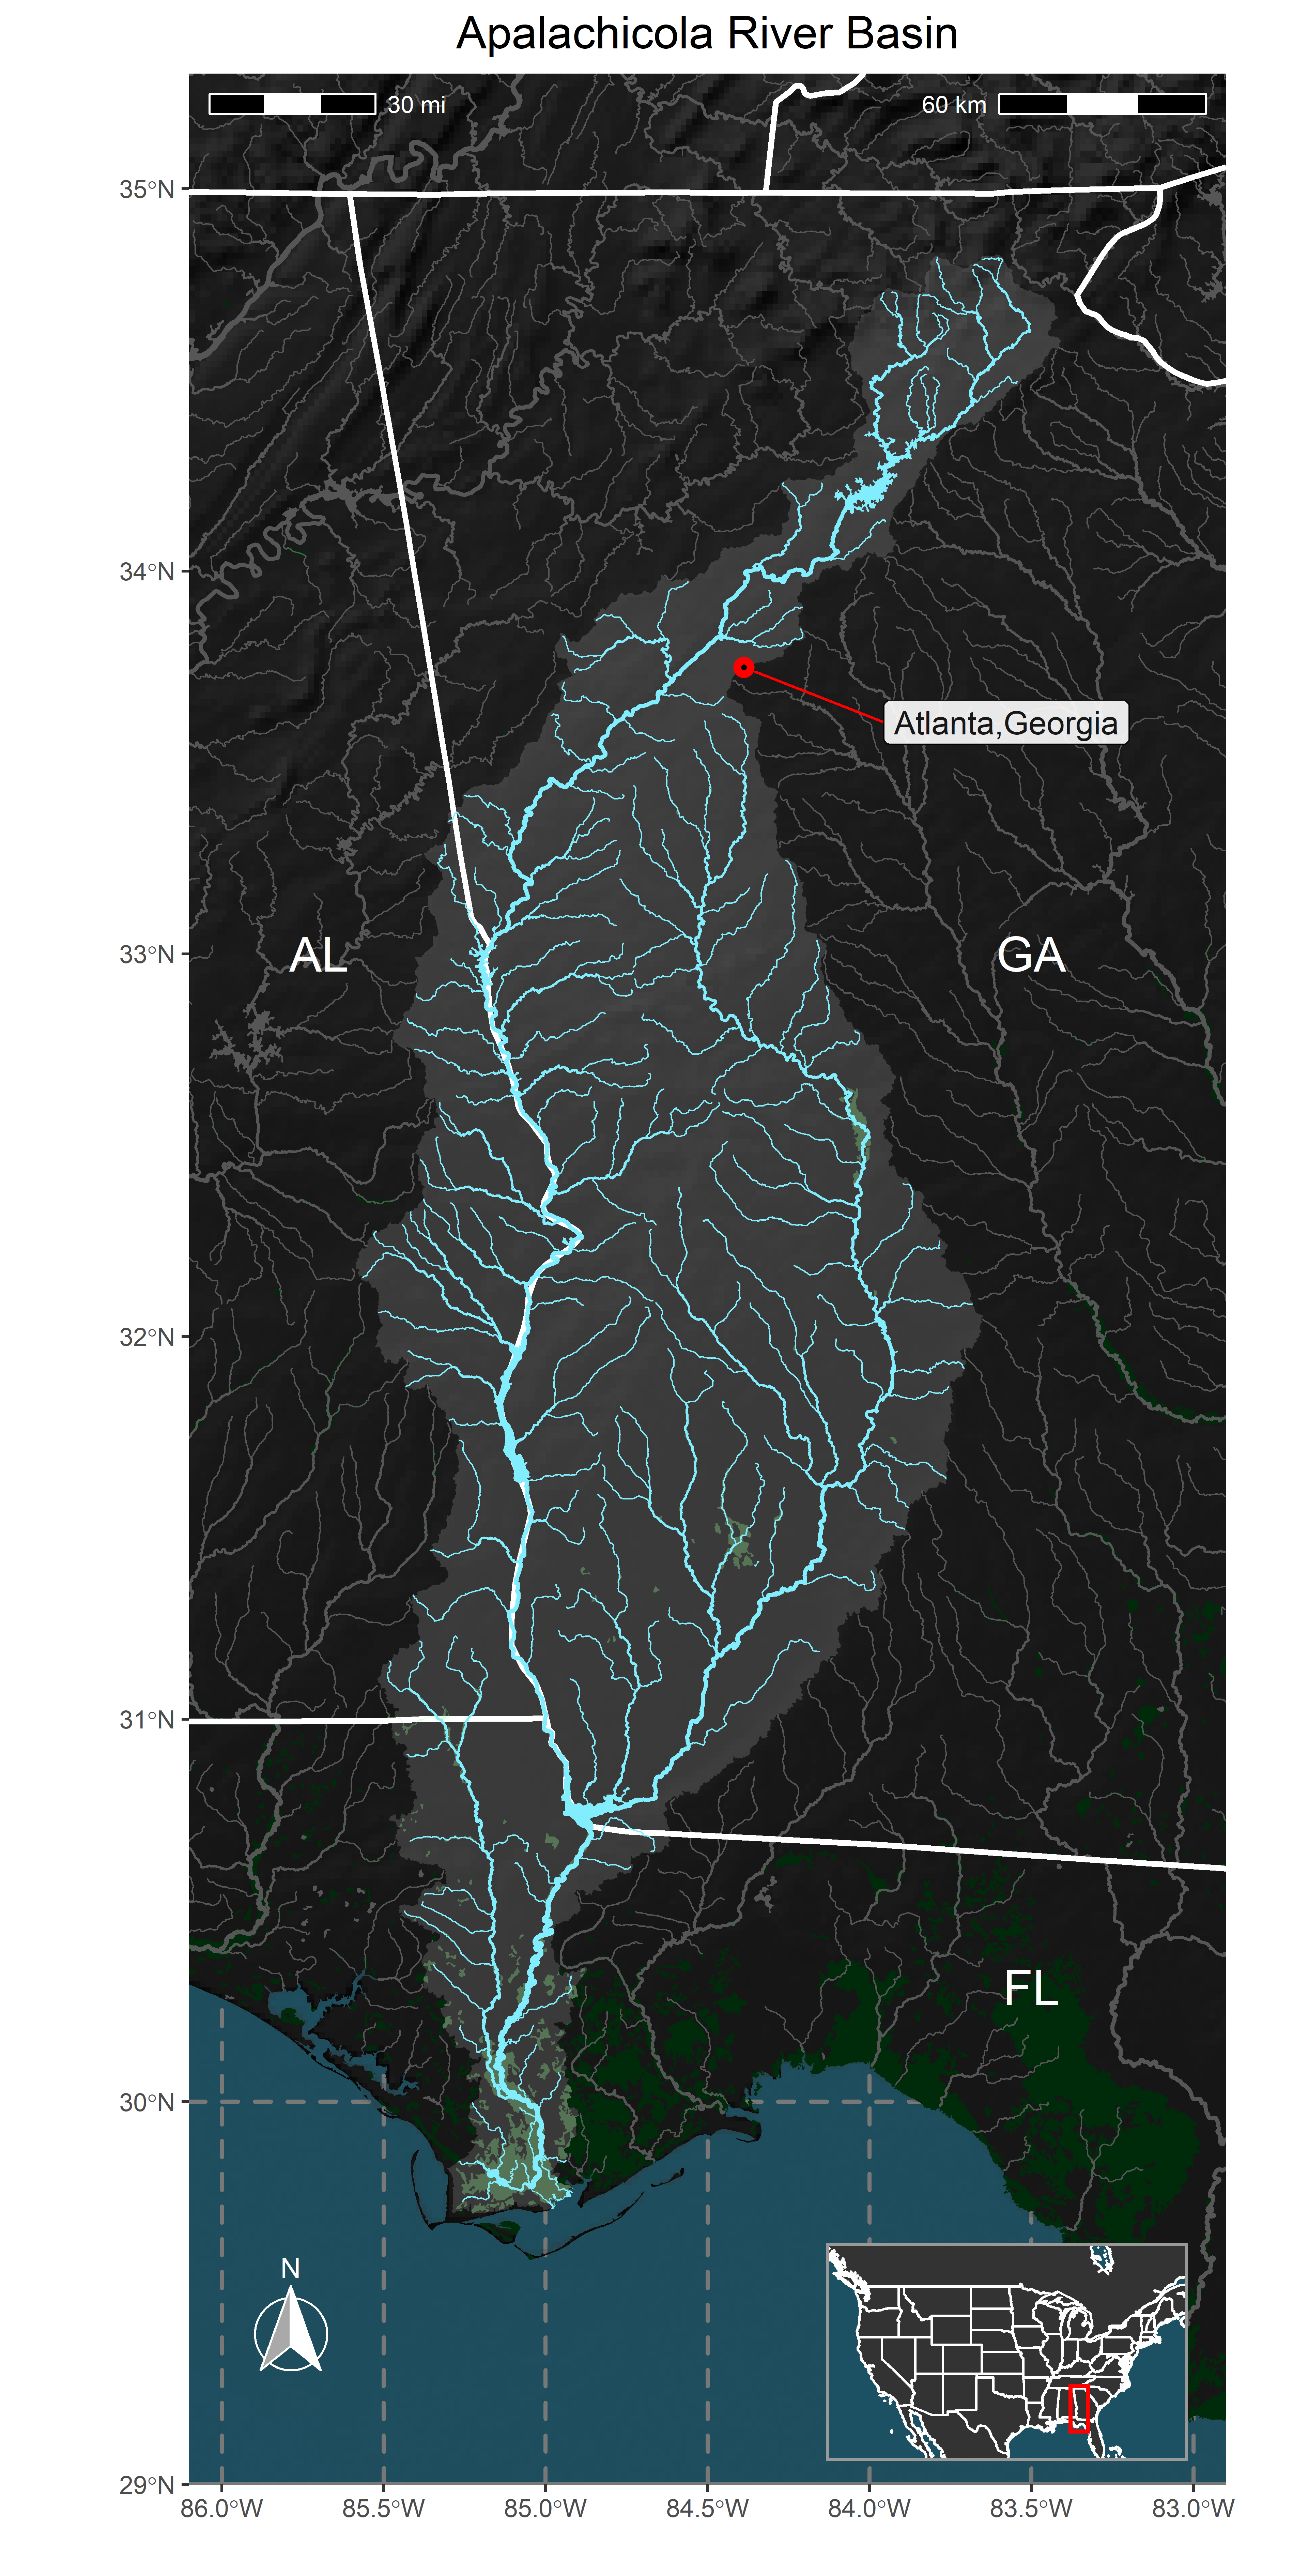 Apalachicola River Basin
30 mi
60 km
35°N
34°N
Atlanta,Georgia
33°N
AL
GA
32°N
31°N
FL
30°N
N
29°N
86.0°W
85.5°W
85.0°W
84.5°W
84.0°W
83.5°W
83.0°W